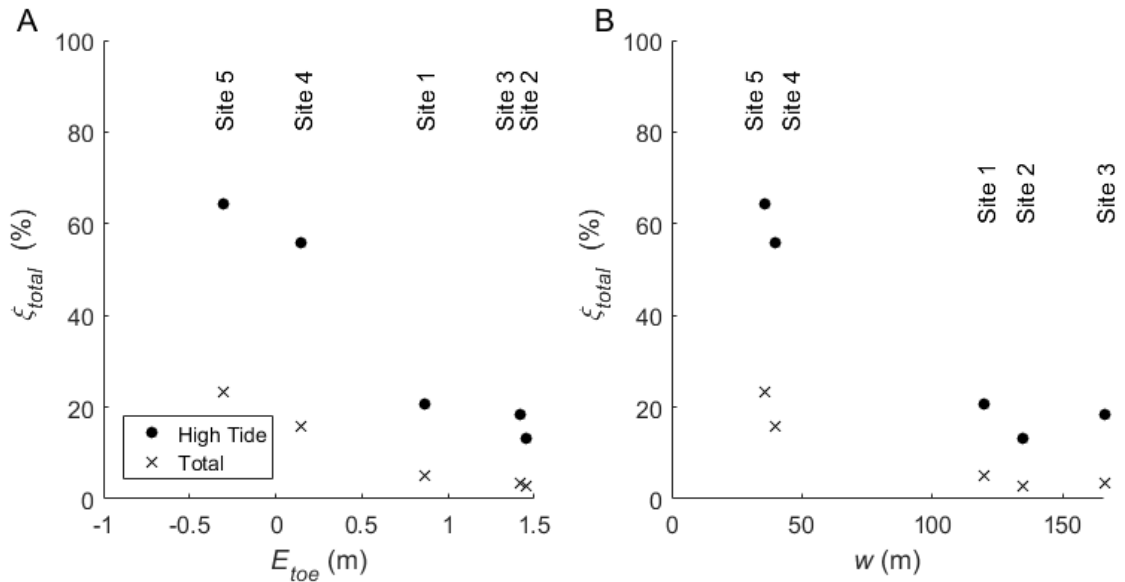 A
100
80
60
40
20
0
ξtotal (%)
Site 5
Site 4
Site 1
Site 3
Site 2
High Tide
Total
-1
-0.5
0
0.5
1
1.5
Etoe (m)
B
100
80
60
40
20
0
ξtotal (%)
Site 5
Site 4
Site 1
Site 2
Site 3
0
50
100
150
w (m)